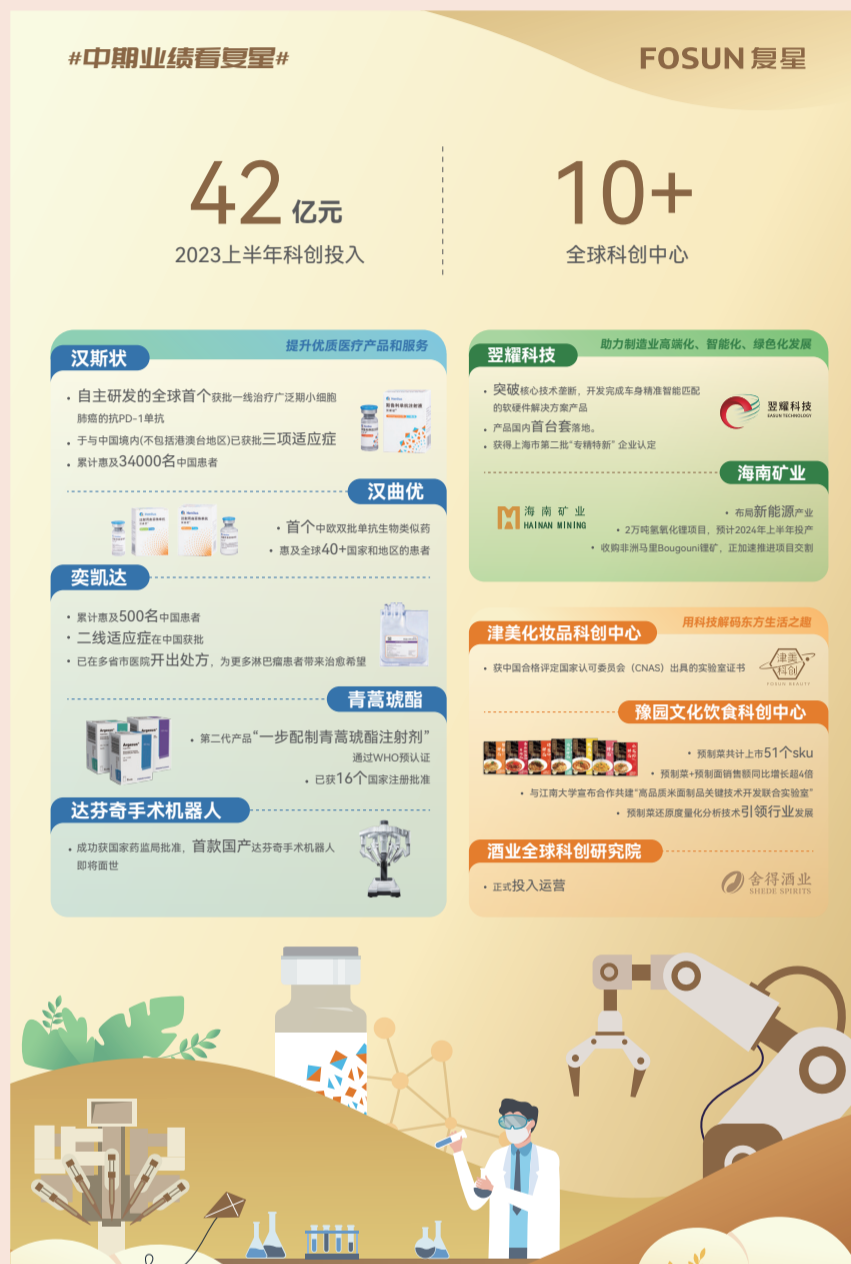 #中期业绩看复星#
FOSUN 复星
42 亿元
2023上半年科创投入
10+
全球科创中心
提升优质医疗产品和服务
汉斯状
• 自主研发的全球首个获批一线治疗广泛期小细胞
肺癌的抗PD-1单抗
• 于与中国境内(不包括港澳台地区)已获批三项适应症
• 累计惠及34000名中国患者
汉曲优
• 首个中欧双批单抗生物类似药
• 惠及全球40+国家和地区的患者
奕凯达
• 累计惠及500名中国患者
• 二线适应症在中国获批
• 已在多省市医院开出处方，为更多淋巴瘤患者带来治愈希望
青蒿琥酯
• 第二代产品“一步配制青蒿琥酯注射剂”
通过WHO预认证
• 已获16个国家注册批准
达芬奇手术机器人
• 成功获国家药监局批准，首款国产达芬奇手术机器人
即将面世
助力制造业高端化、智能化、绿色化发展
翌耀科技
• 突破核心技术垄断，开发完成车身精准智能匹配
的软硬件解决方案产品
• 产品国内首台套落地。
• 获得上海市第二批“专精特新” 企业认定
翌耀科技
EASUN TECHNOLOGY
海南矿业
海南矿业
HAINAN MINING
• 布局新能源产业
• 2万吨氢氧化锂项目，预计2024年上半年投产
• 收购非洲马里Bougouni锂矿，正加速推进项目交割
用科技解码东方生活之趣
津美化妆品科创中心
• 获中国合格评定国家认可委员会（CNAS）出具的实验室证书
津美
科创
FOSUN BEAUTY
豫园文化饮食科创中心
• 预制菜共计上市51个sku
• 预制菜+预制面销售额同比增长超4倍
• 与江南大学宣布合作共建“高品质米面制品关键技术开发联合实验室”
• 预制菜还原度量化分析技术引领行业发展
酒业全球科创研究院
• 正式投入运营
舍得酒业
SHEDE SPIRITS